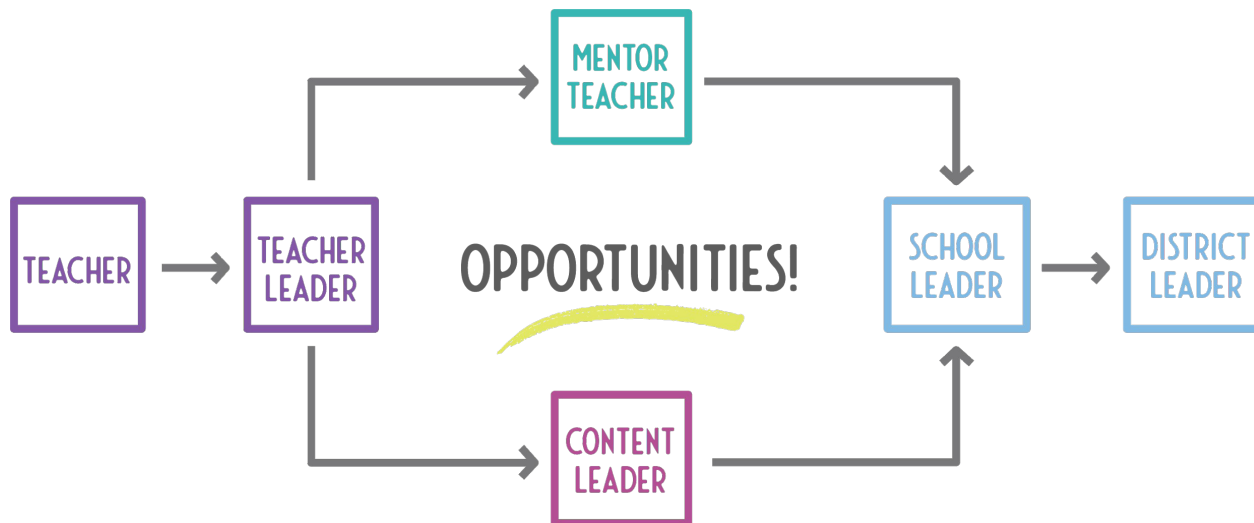 MENTOR
TEACHER
TEACHER
TEACHER
LEADER
OPPORTUNITIES!
SCHOOL
LEADER
DISTRICT
LEADER
CONTENT
LEADER